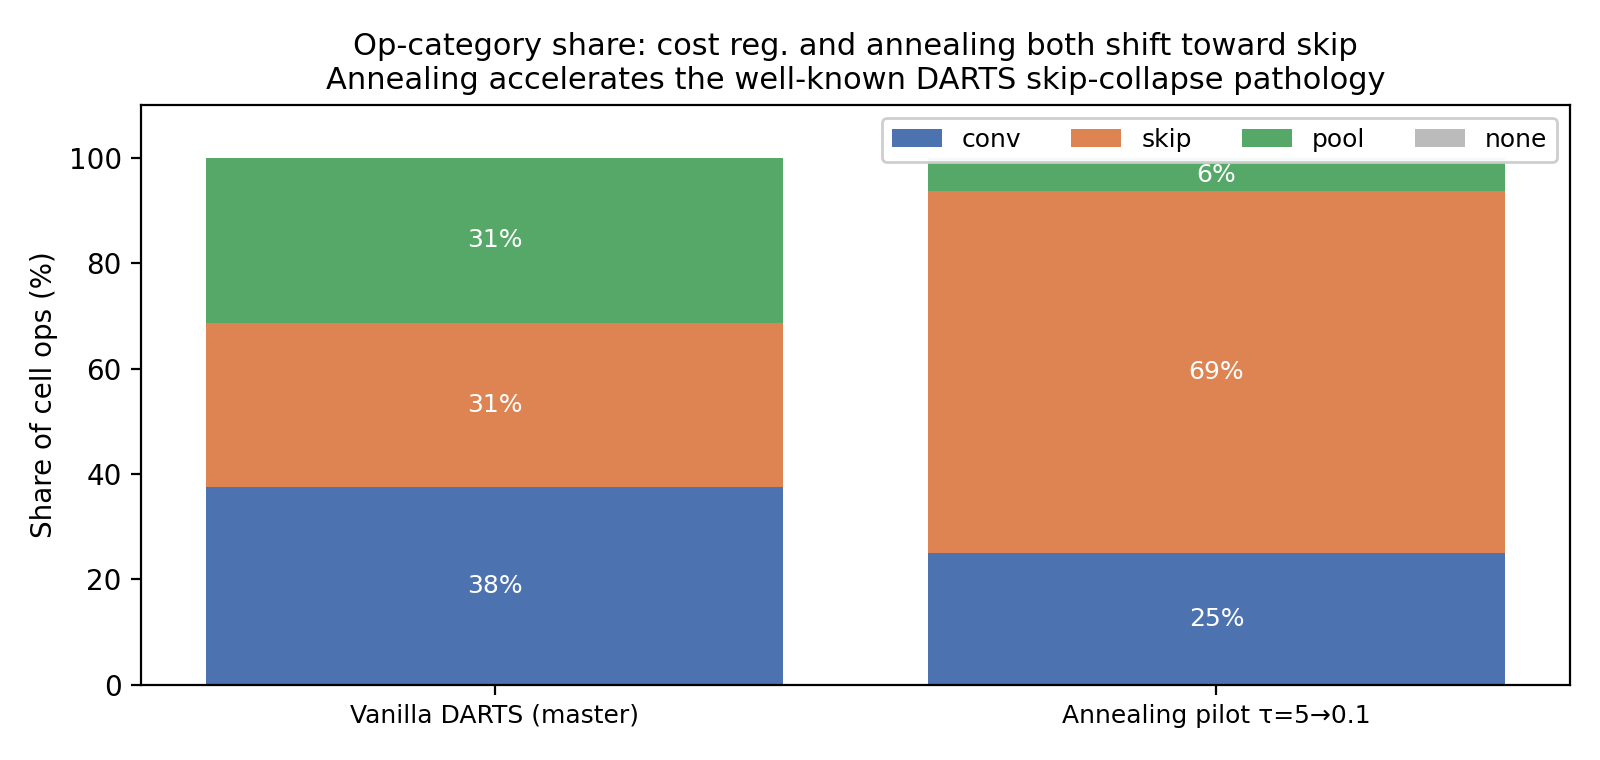 Op-category share: cost reg. and annealing both shift toward skip
Annealing accelerates the well-known DARTS skip-collapse pathology
conv skip pool none
Share of cell ops (%)
100
80
60
40
20
0
31%
31%
38%
6%
69%
25%
Vanilla DARTS (master)
Annealing pilot τ=5→0.1